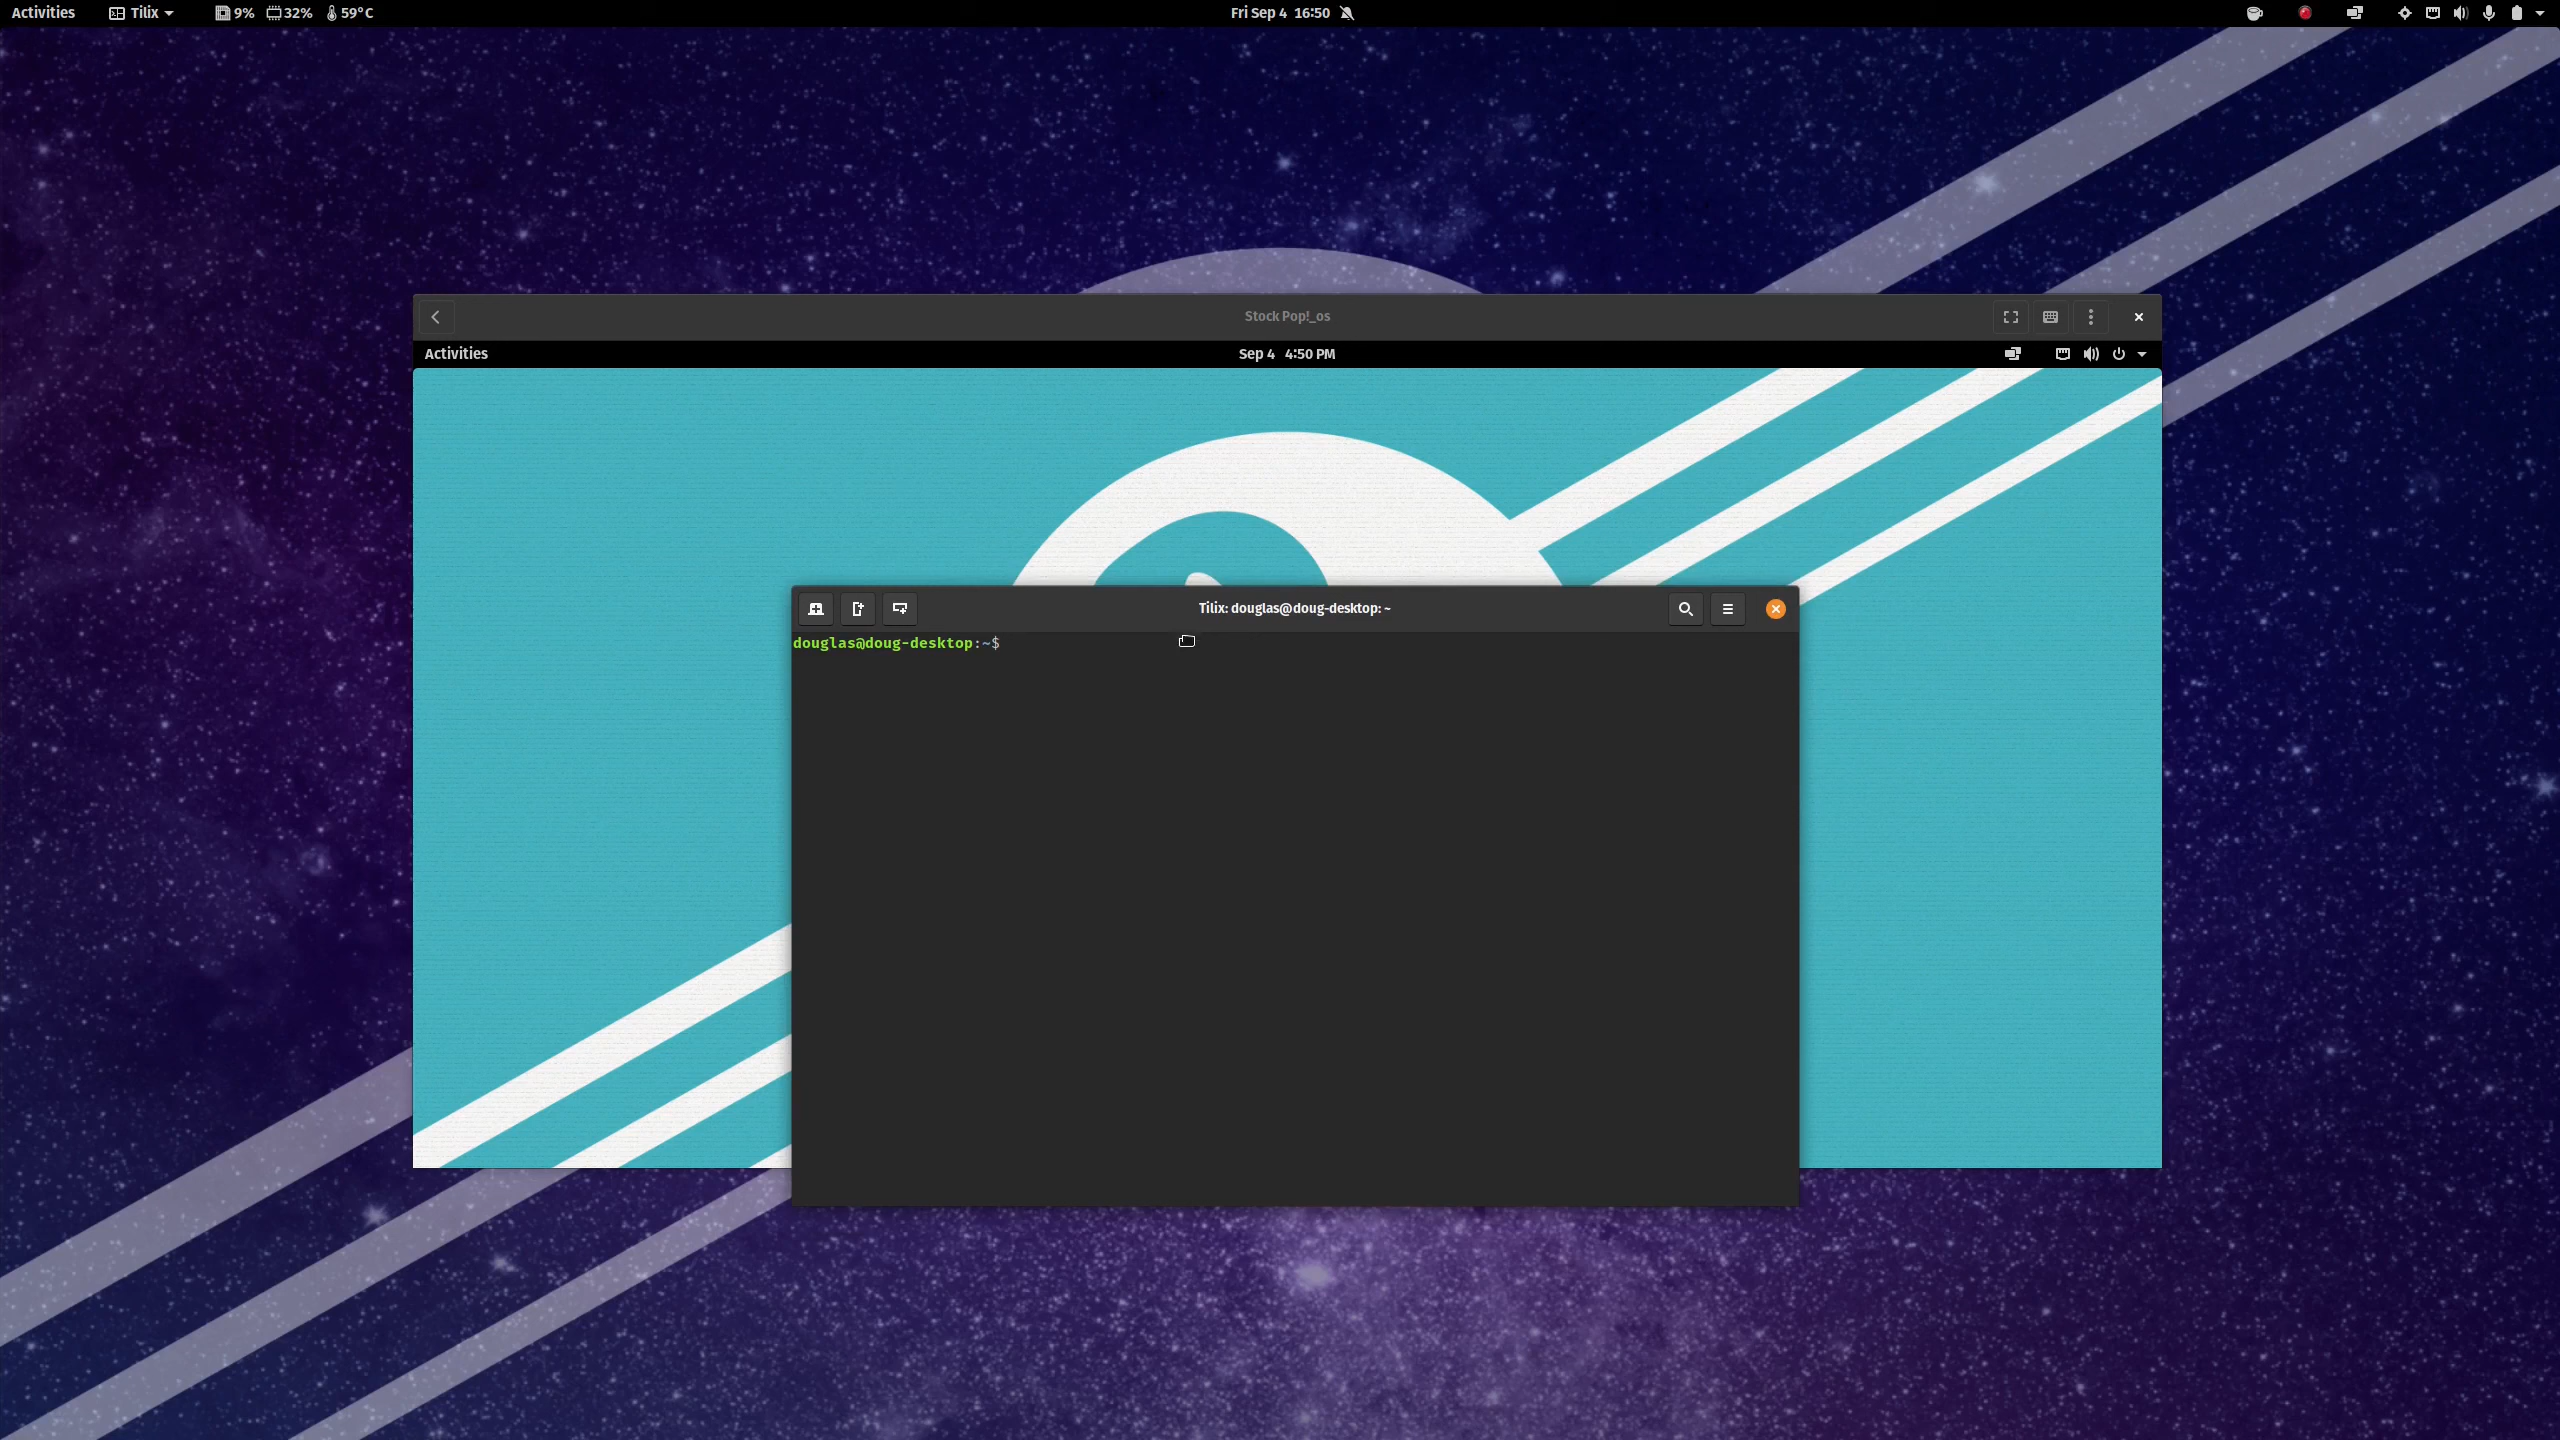 Activities Tilix 9% 32% 59°C Fri Sep 4 16:50
Stock Pop!_os
Activities Sep 4 4:50 PM
Tilix: douglas@doug-desktop: ~
douglas@doug-desktop:~$